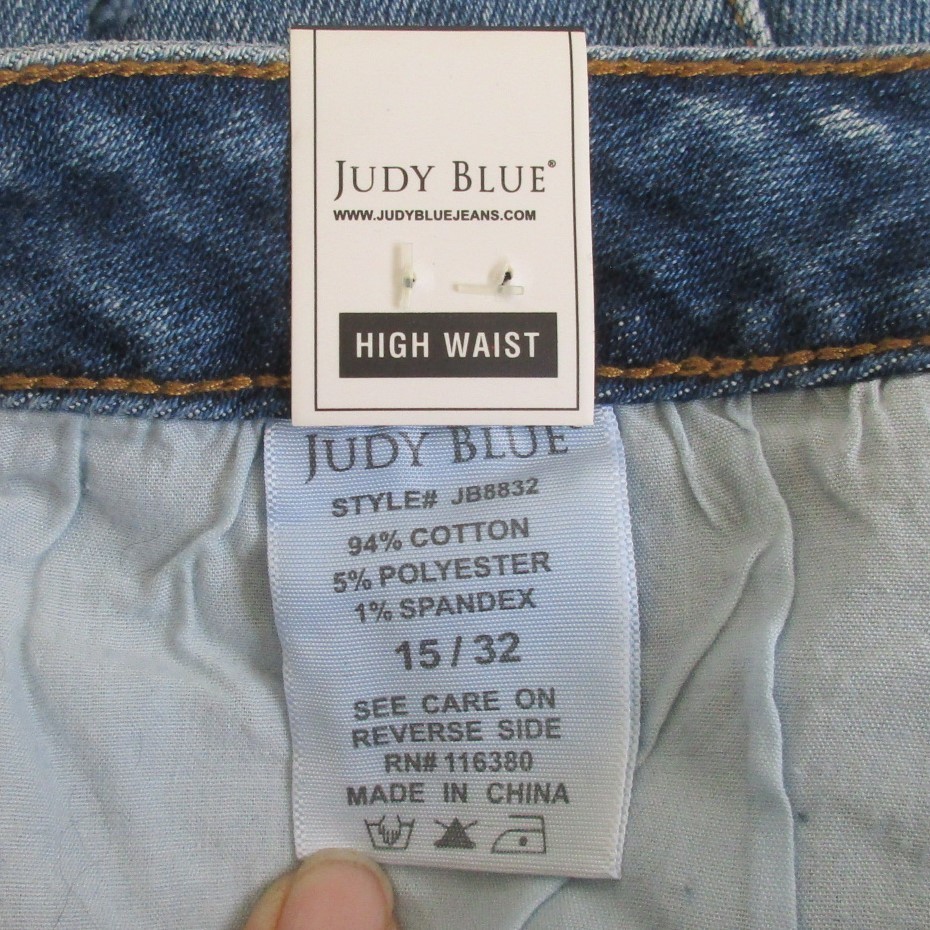 JUDY BLUE®
WWW.JUDYBLUEJEANS.COM
HIGH WAIST
JUDY BLUE
STYLE# JB8832
94% COTTON
5% POLYESTER
1% SPANDEX
15 / 32
SEE CARE ON
REVERSE SIDE
RN# 116380
MADE IN CHINA